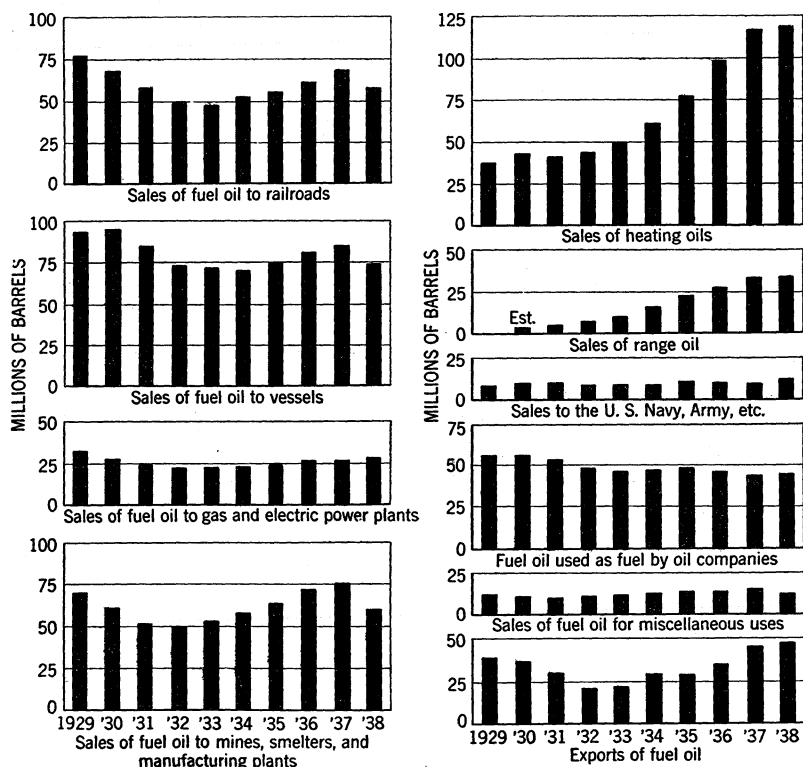 MILLIONS OF BARRELS
100
75
50
25
0
Sales of fuel oil to railroads
100
75
50
25
0
Sales of fuel oil to vessels
50
25
0
Sales of fuel oil to gas and electric power plants
100
75
50
25
0
1929 '30 '31 '32 '33 '34 '35 '36 '37 '38
Sales of fuel oil to mines, smelters, and
manufacturing plants
MILLIONS OF BARRELS
125
100
75
50
25
0
Sales of heating oils
50
25
0
Est.
Sales of range oil
25
0
Sales to the U. S. Navy, Army, etc.
75
50
25
0
Fuel oil used as fuel by oil companies
25
0
Sales of fuel oil for miscellaneous uses
50
25
0
1929 '30 '31 '32 '33 '34 '35 '36 '37 '38
Exports of fuel oil